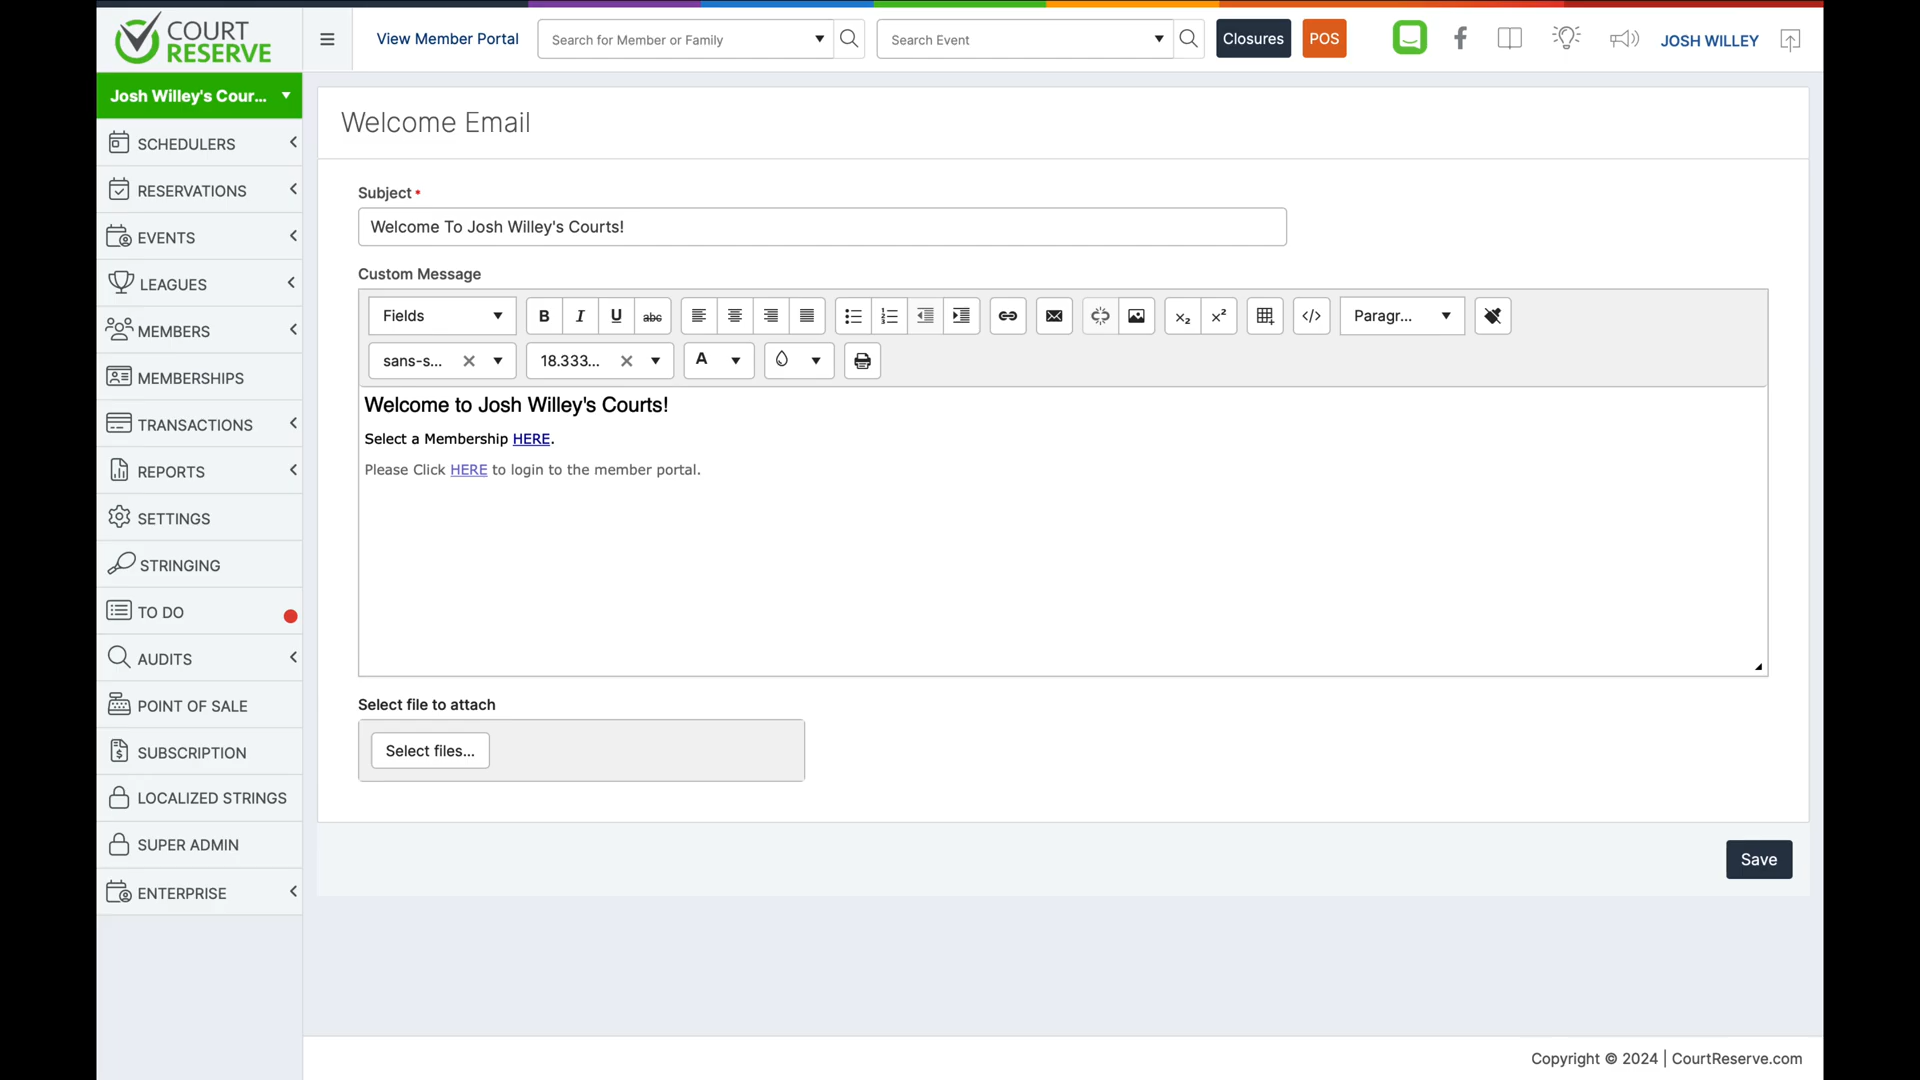 COURT
RESERVE
View Member Portal
Search for Member or Family
Search Event
Closures
POS
JOSH WILLEY
Josh Willey's Cour...
SCHEDULERS
RESERVATIONS
EVENTS
LEAGUES
MEMBERS
MEMBERSHIPS
TRANSACTIONS
REPORTS
SETTINGS
STRINGING
TO DO
AUDITS
POINT OF SALE
SUBSCRIPTION
LOCALIZED STRINGS
SUPER ADMIN
ENTERPRISE
Welcome Email
Subject •
Welcome To Josh Willey's Courts!
Custom Message
Fields B I U abc x₂ x² </> Paragr...
sans-s... 18.333... A
Welcome to Josh Willey's Courts!
Select a Membership HERE.
Please Click HERE to login to the member portal.
Select file to attach
Select files...
Save
Copyright © 2024 | CourtReserve.com